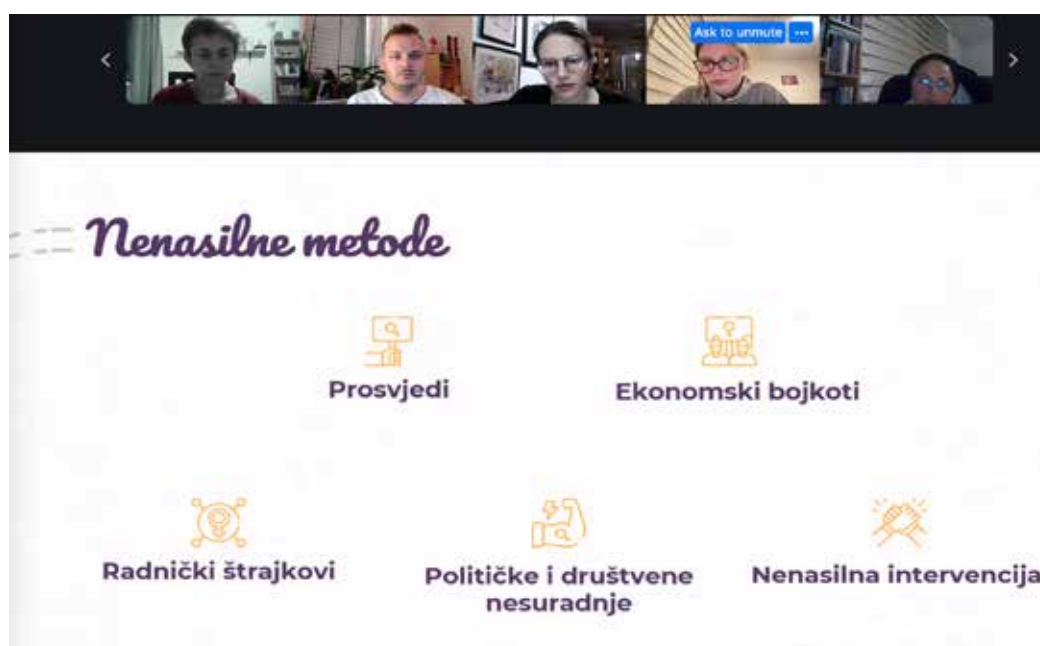 Ask to unmute
Nenasilne metode
Prosvjedi
Ekonomski bojkoti
Radnički štrajkovi
Političke i društvene
nesuradnje
Nenasilna intervencija